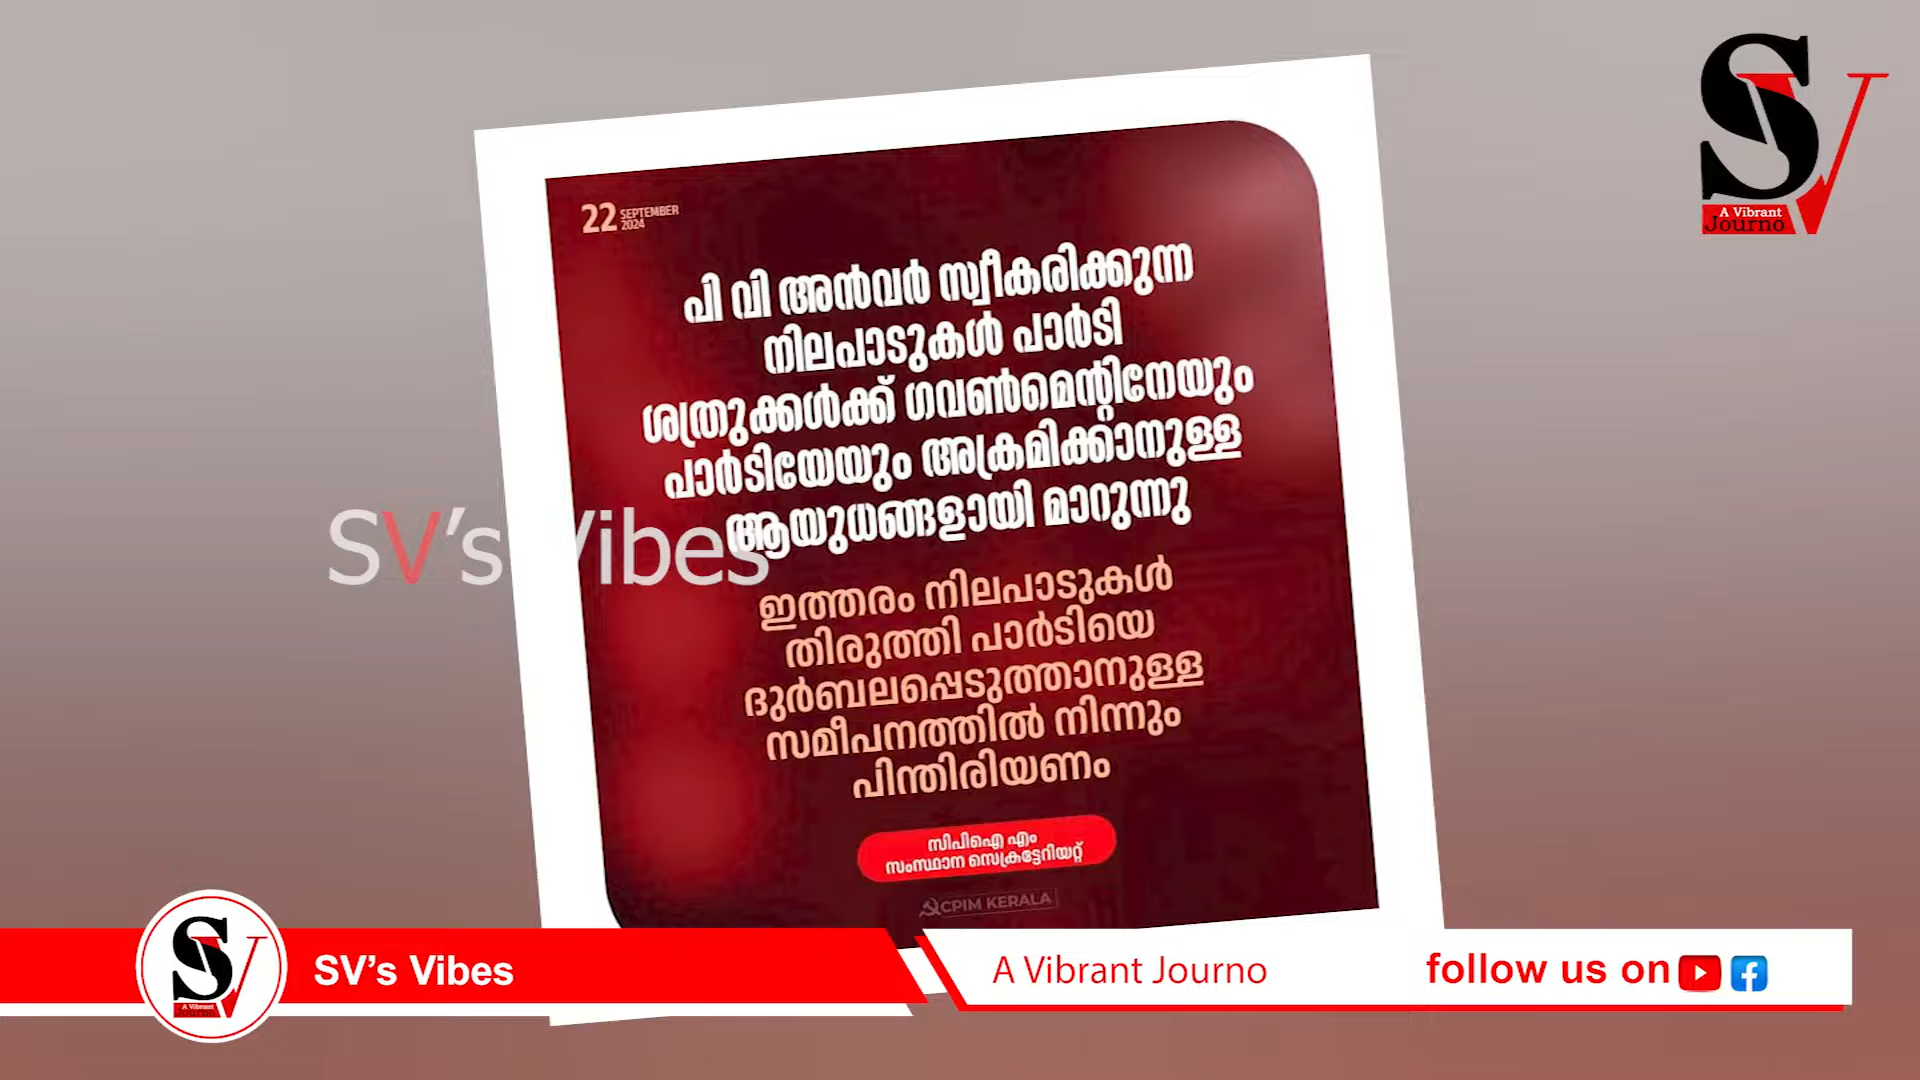 SV
A Vibrant
Journo
22 SEPTEMBER
2024
പി വി അൻവർ സ്വീകരിക്കുന്ന
നിലപാടുകൾ പാർടി
ശത്രുക്കൾക്ക് ഗവൺമെന്റിനേയും
പാർടിയേയും അക്രമിക്കാനുള്ള
ആയുധങ്ങളായി മാറുന്നു
SV's Vibes
ഇത്തരം നിലപാടുകൾ
തിരുത്തി പാർടിയെ
ദുർബലപ്പെടുത്താനുള്ള
സമീപനത്തിൽ നിന്നും
പിന്തിരിയണം
സിപിഐ എം
സംസ്ഥാന സെക്രട്ടേറിയറ്റ്
CPIM KERALA
SV
A Vibrant
Journo
SV's Vibes
A Vibrant Journo
follow us on